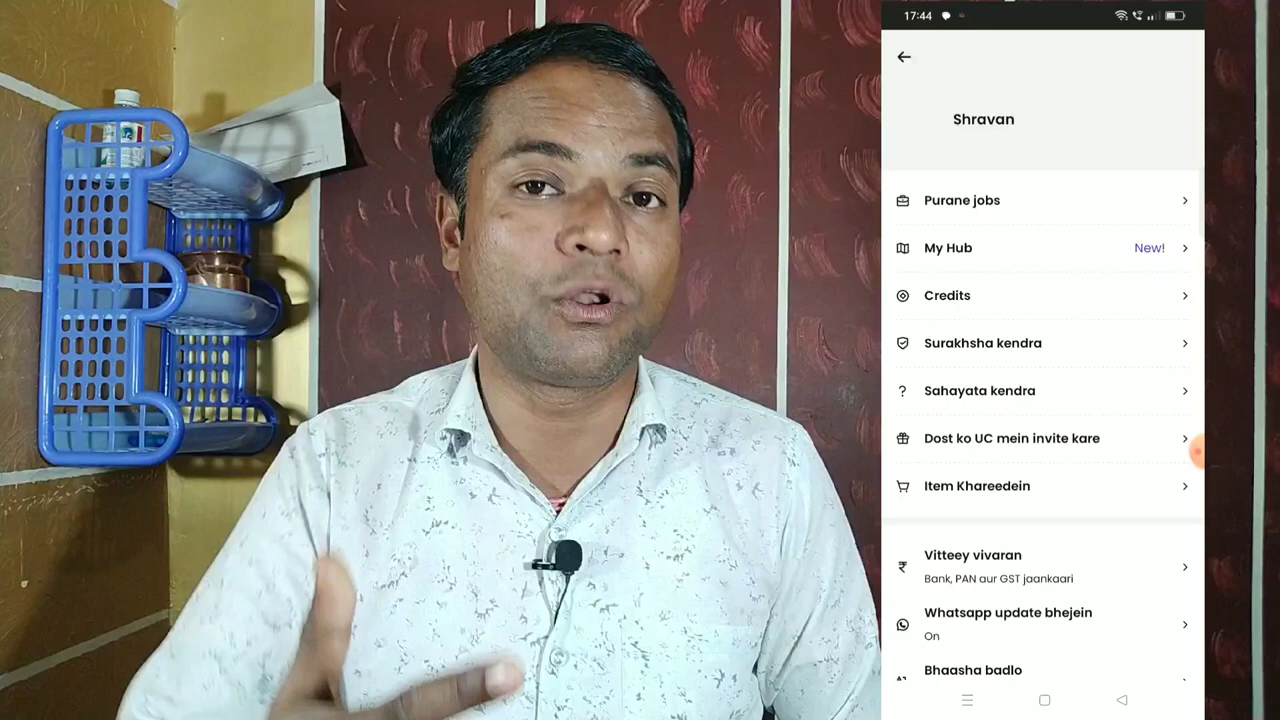 17:44
Shravan
Purane jobs
My Hub New!
Credits
Surakhsha kendra
Sahayata kendra
Dost ko UC mein invite kare
Item Khareedein
Vitteey vivaran
Bank, PAN aur GST jaankaari
Whatsapp update bhejein
On
Bhaasha badlo